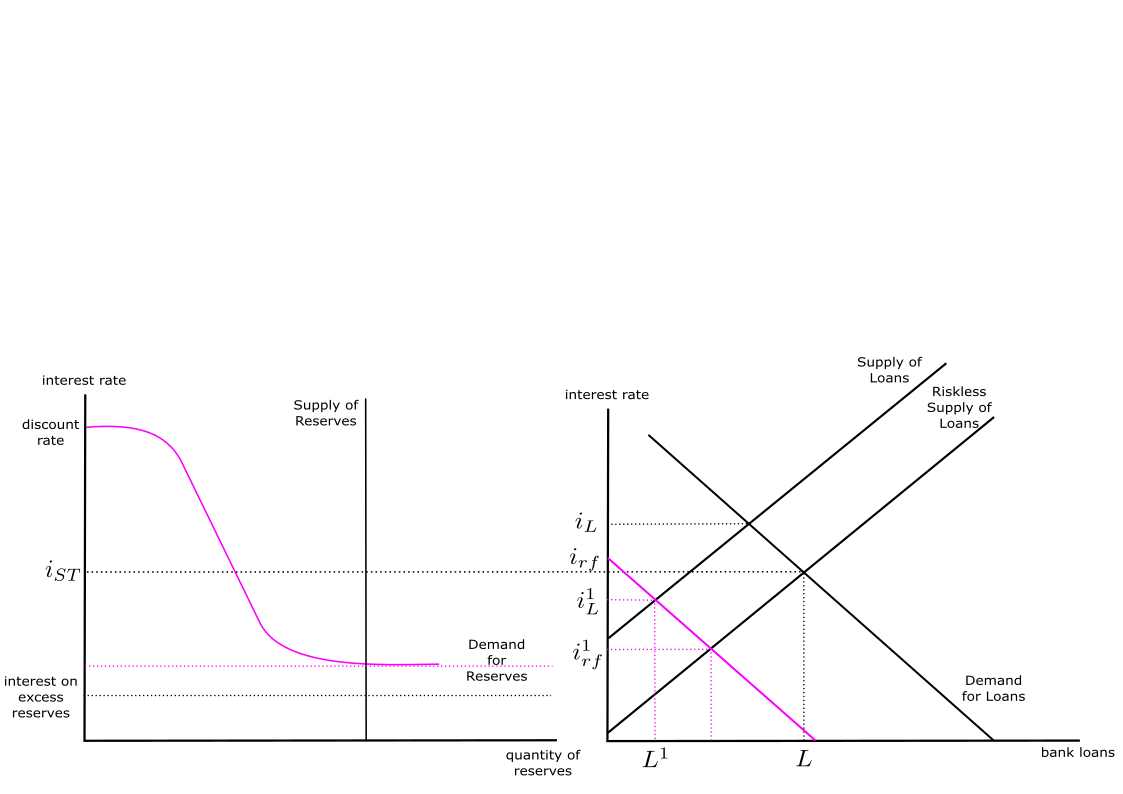 interest rate
discount
rate
Supply of
Reserves
i_{ST}
Demand
for
Reserves
interest on
excess
reserves
quantity of
reserves
interest rate
Supply of
Loans
Riskless
Supply of
Loans
i_L
i_{rf}
i_L^1
i_{rf}^1
Demand
for Loans
L^1
L
bank loans